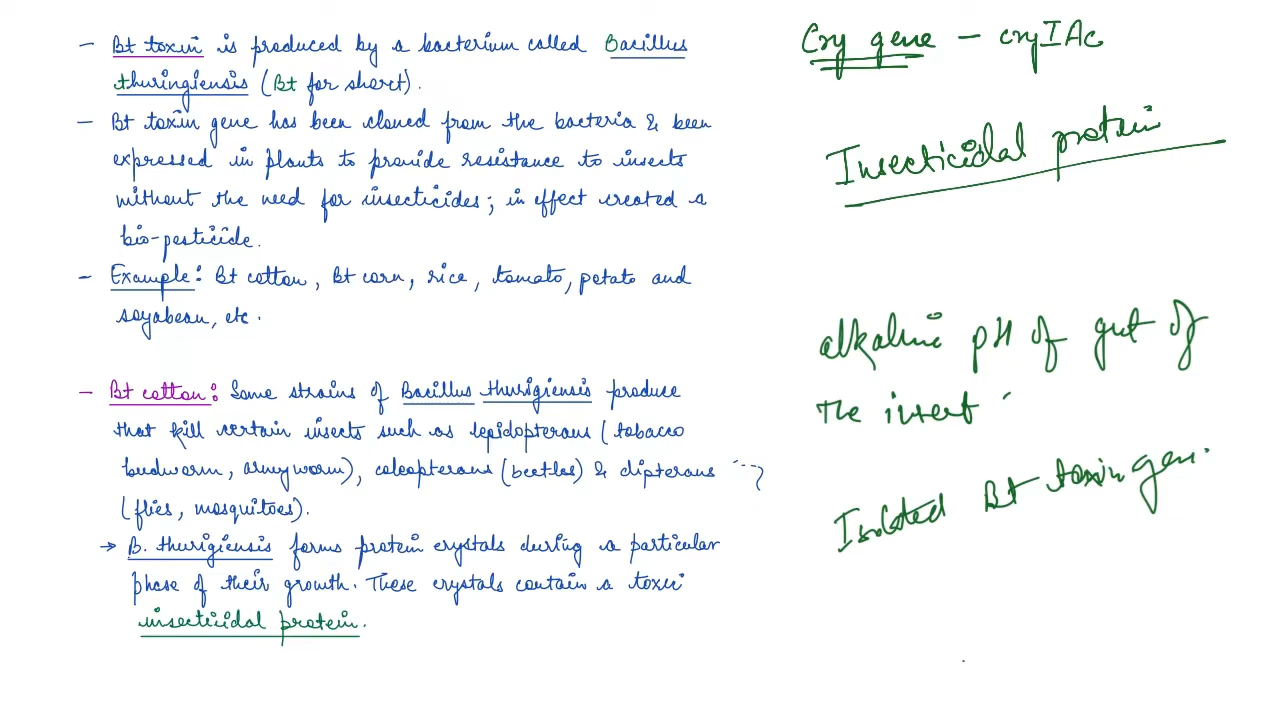 - Bt toxin is produced by a bacterium called Bacillus
thuringiensis (Bt for short).
- Bt toxin gene has been cloned from the bacteria & been
expressed in plants to provide resistance to insects
without the need for insecticides; in effect created a
bio-pesticide.
- Example: Bt cotton, Bt corn, rice, tomato, potato and
soyabean, etc.
- Bt cotton: Some strains of Bacillus thurigiensis produce
that kill certain insects such as lepidopterans (tobacco
budworm, armyworm), coleopterans (beetles) & dipterans
(flies, mosquitoes).
→ B. thurigiensis forms protein crystals during a particular
phase of their growth. These crystals contain a toxic
insecticidal protein.
Cry gene - cryIAc
Insecticidal protein
alkaline pH of gut of
the insect
Isolated Bt toxin gen.